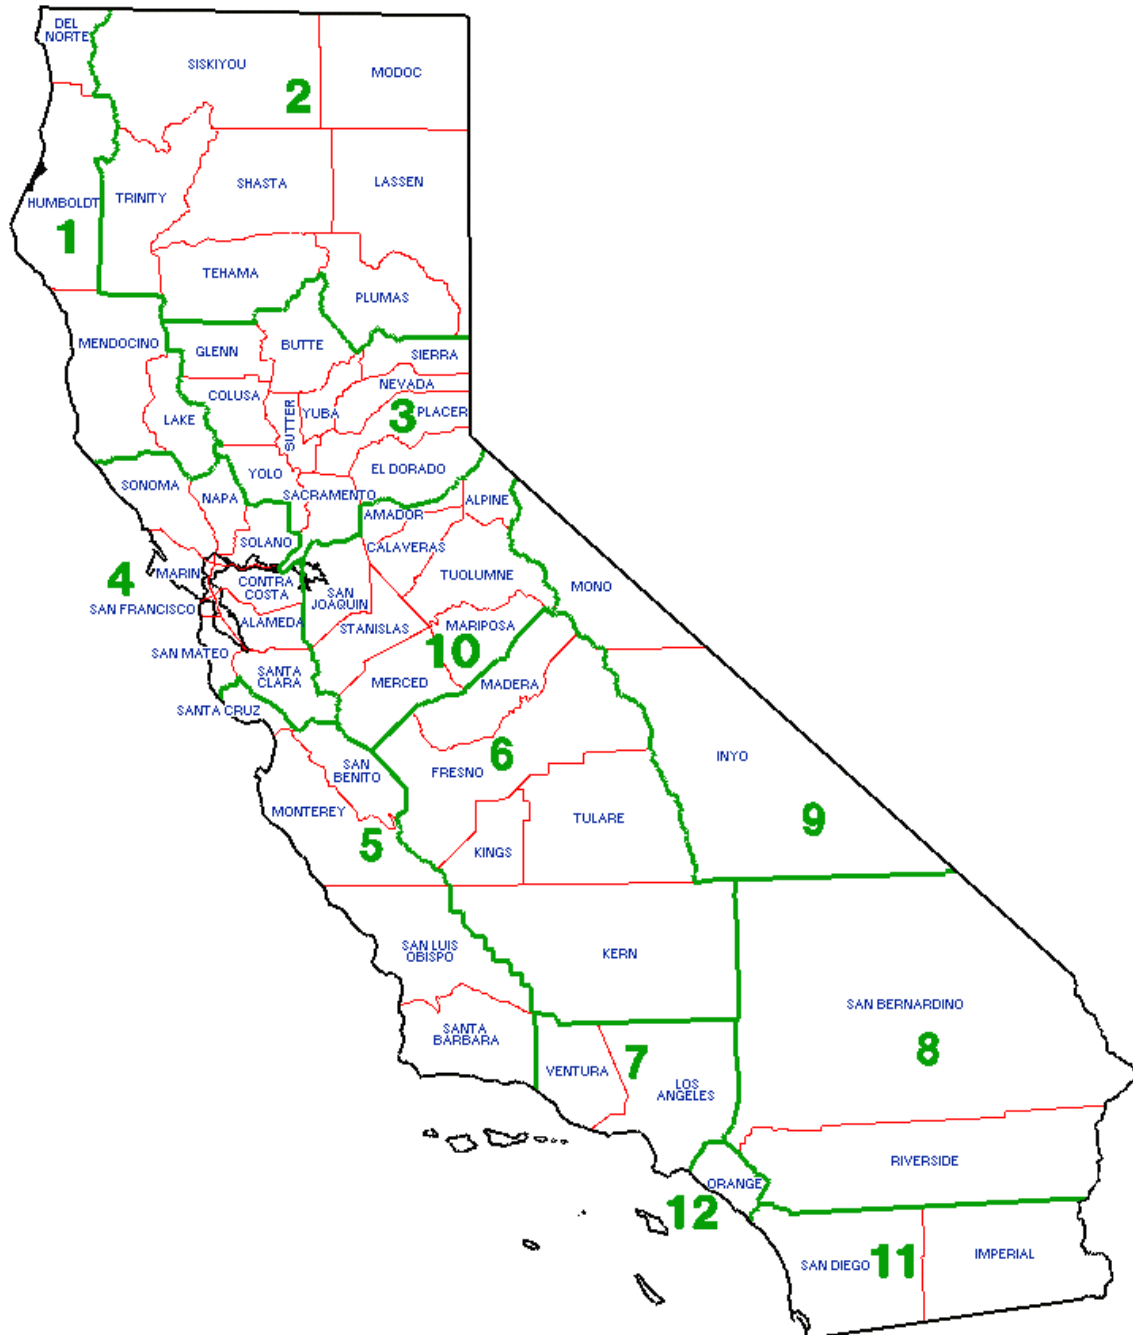 DEL
NORTE
SISKIYOU
MODOC
2
TRINITY
SHASTA
LASSEN
HUMBOLDT
1
TEHAMA
PLUMAS
MENDOCINO
GLENN
BUTTE
SIERRA
NEVADA
COLUSA
LAKE
SUTTER
YUBA
3
PLACER
SONOMA
NAPA
YOLO
EL DORADO
SACRAMENTO
ALPINE
AMADOR
SOLANO
CALAVERAS
4
MARIN
CONTRA
COSTA
SAN
JOAQUIN
TUOLUMNE
MONO
SAN FRANCISCO
ALAMEDA
STANISLAS
MARIPOSA
10
SAN MATEO
SANTA
CLARA
MERCED
MADERA
SANTA CRUZ
SAN
BENITO
FRESNO
6
INYO
MONTEREY
5
KINGS
TULARE
9
SAN LUIS
OBISPO
KERN
SAN BERNARDINO
SANTA
BARBARA
VENTURA
7
LOS
ANGELES
8
RIVERSIDE
ORANGE
12
SAN DIEGO
11
IMPERIAL